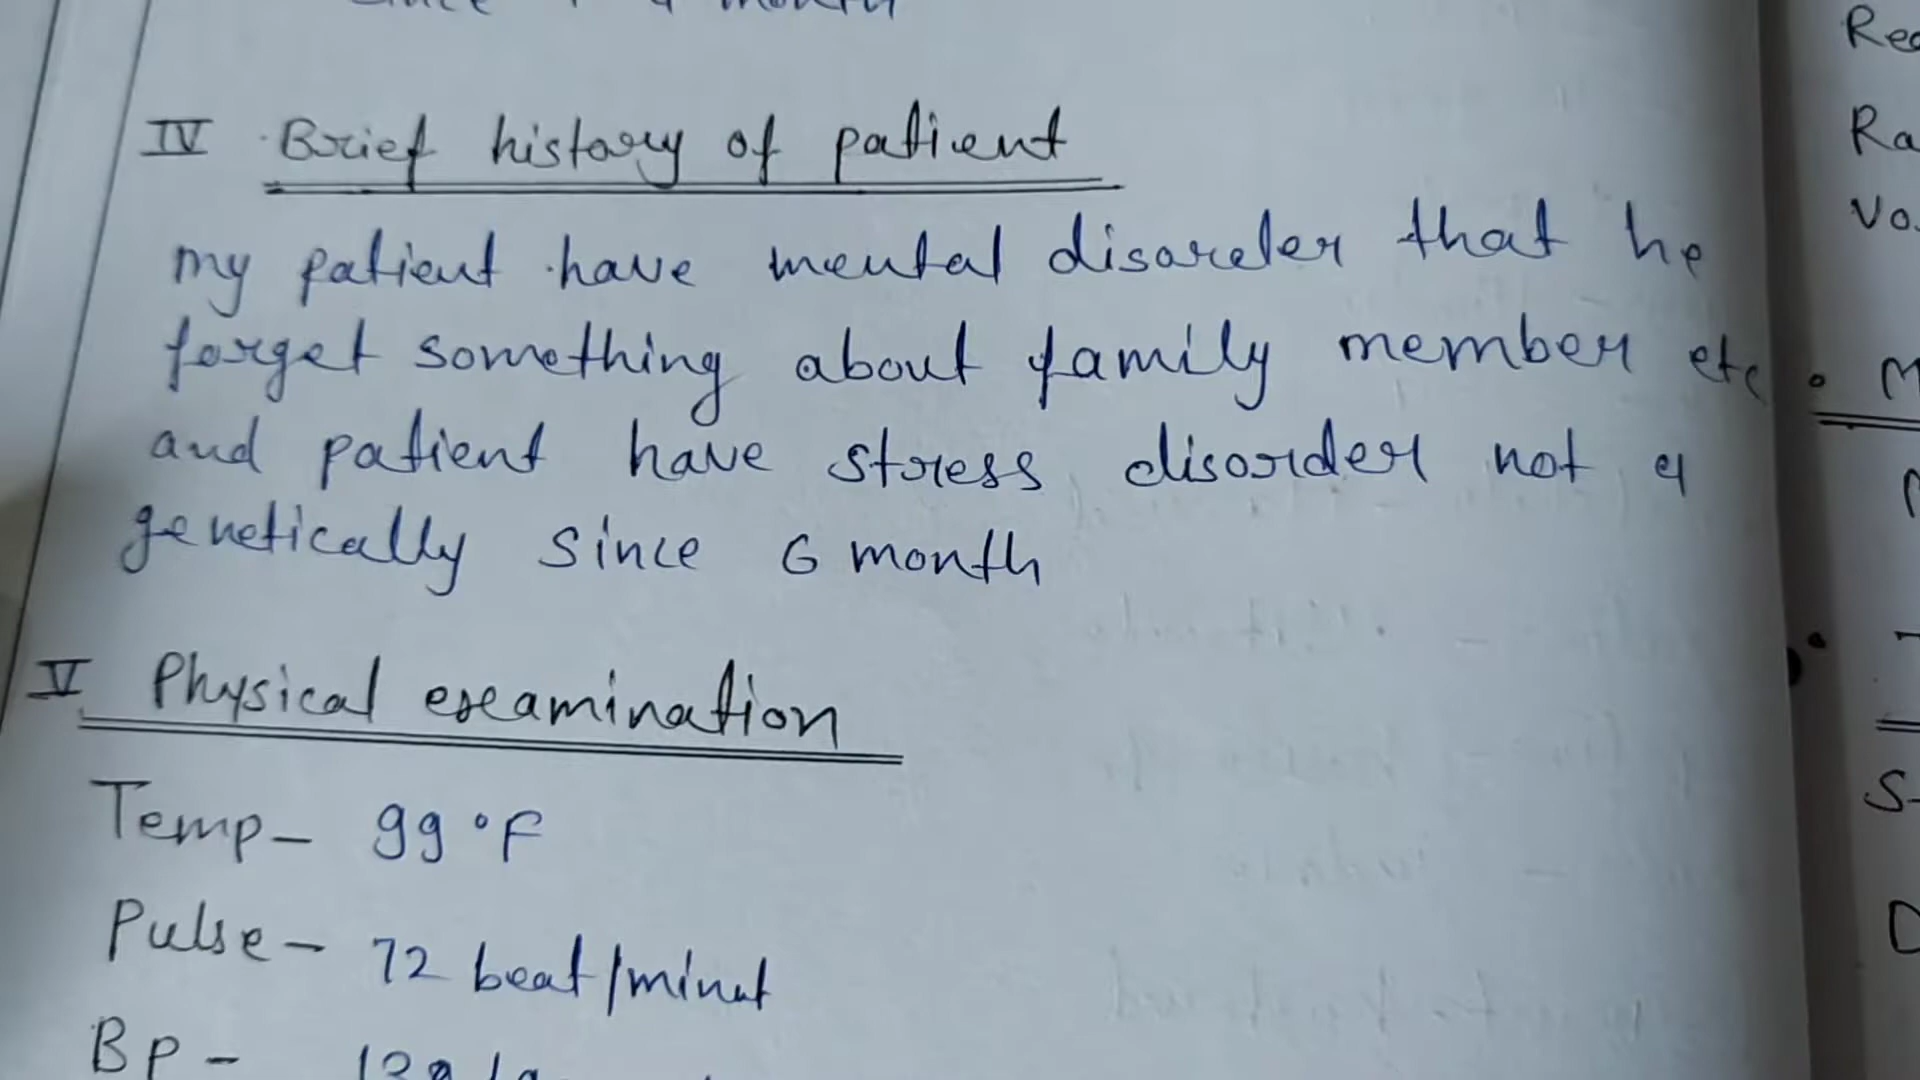 IV Brief history of patient
my patient have mental disorder that he
forget something about family member etc
and patient have stress disorder not a
genetically since 6 month
V Physical examination
Temp - 99 °F
Pulse - 72 beat/minut
BP -